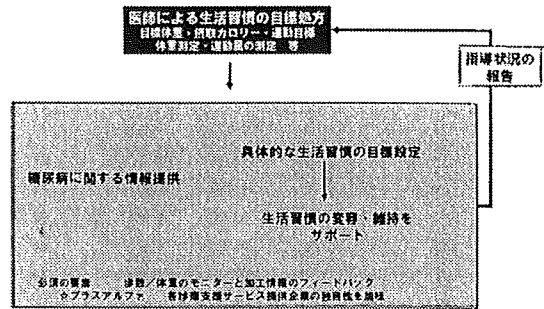 医師による生活習慣の目標処方
目標体重・摂取カロリー・運動目標
体重測定・運動量の測定 等
指導状況の
報告
具体的な生活習慣の目標設定
糖尿病に関する情報提供
生活習慣の変容・維持を
サポート
必須の要素 歩数/体重のモニターと加工情報のフィードバック
☆プラスアルファ 各診療支援サービス提供企業の独自性を加味